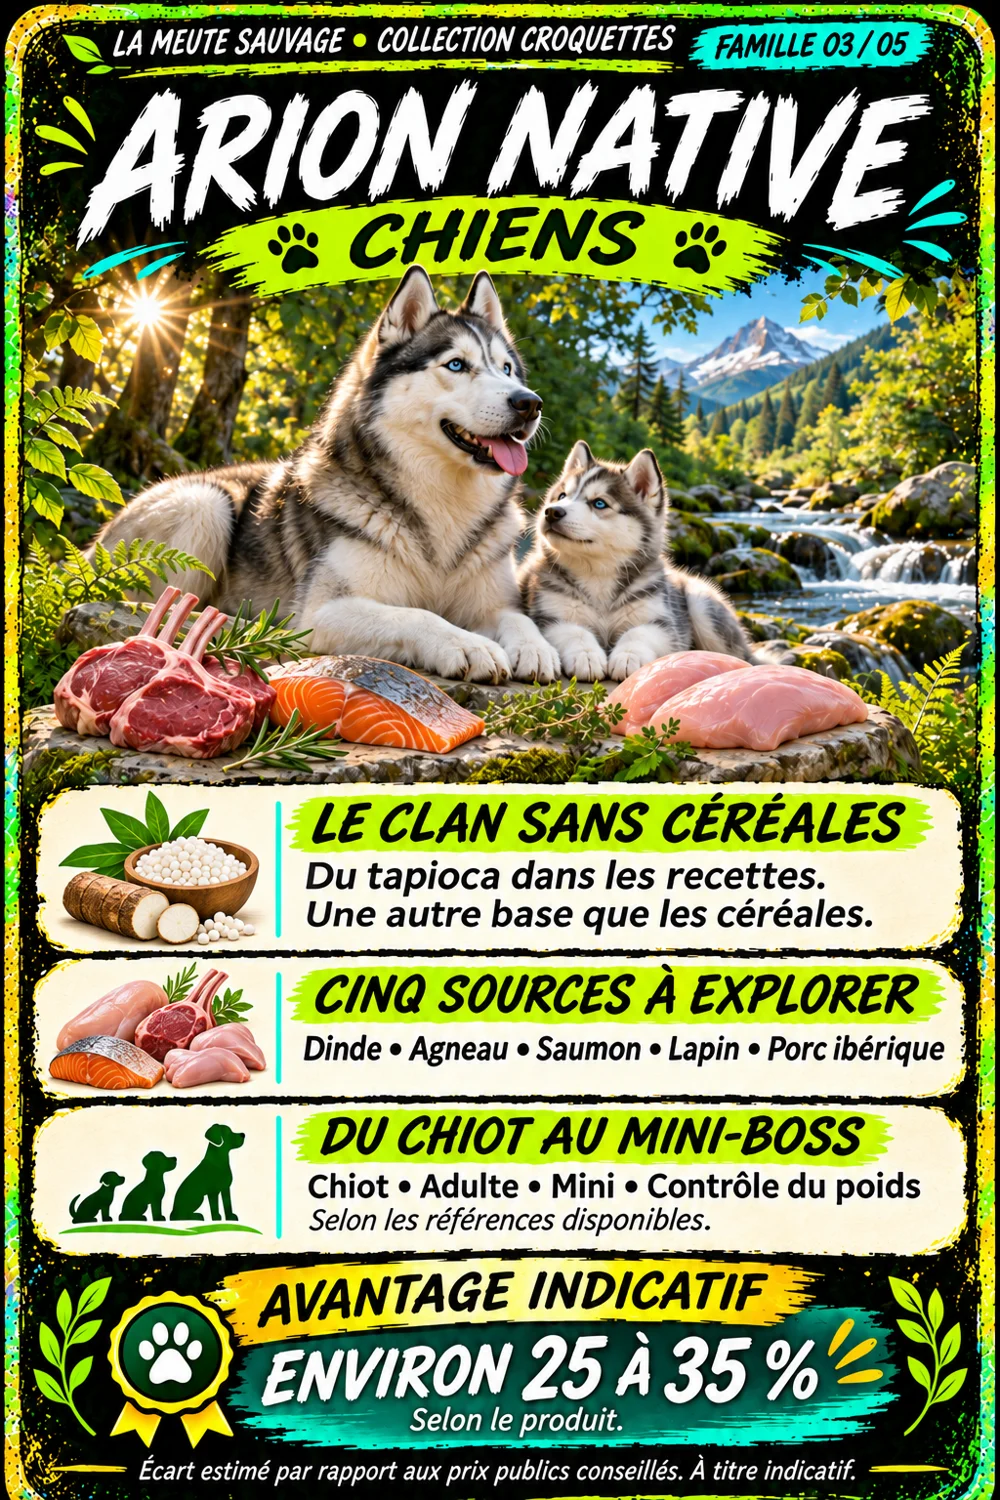 LA MEUTE SAUVAGE • COLLECTION CROQUETTES
FAMILLE 03 / 05
ARION NATIVE
CHIENS
LE CLAN SANS CÉRÉALES
Du tapioca dans les recettes.
Une autre base que les céréales.
CINQ SOURCES À EXPLORER
Dinde • Agneau • Saumon • Lapin • Porc ibérique
DU CHIOT AU MINI-BOSS
Chiot • Adulte • Mini • Contrôle du poids
Selon les références disponibles.
AVANTAGE INDICATIF
ENVIRON 25 À 35 %
Selon le produit.
Écart estimé par rapport aux prix publics conseillés. À titre indicatif.